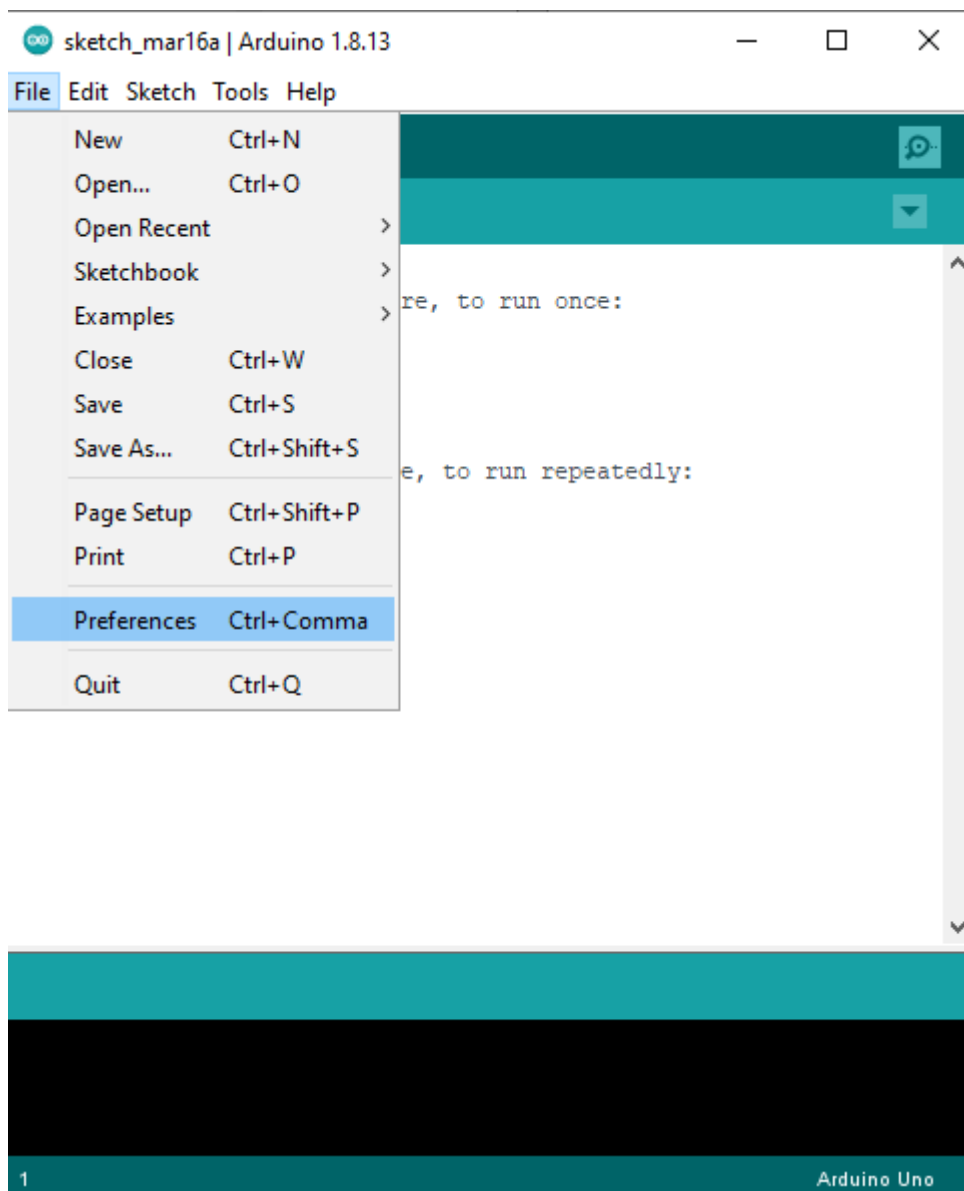 sketch_mar16a | Arduino 1.8.13
File Edit Sketch Tools Help
New Ctrl+N
Open... Ctrl+O
Open Recent
Sketchbook
re, to run once:
Examples
Close Ctrl+W
Save Ctrl+S
Save As... Ctrl+Shift+S
e, to run repeatedly:
Page Setup Ctrl+Shift+P
Print Ctrl+P
Preferences Ctrl+Comma
Quit Ctrl+Q
1 Arduino Uno